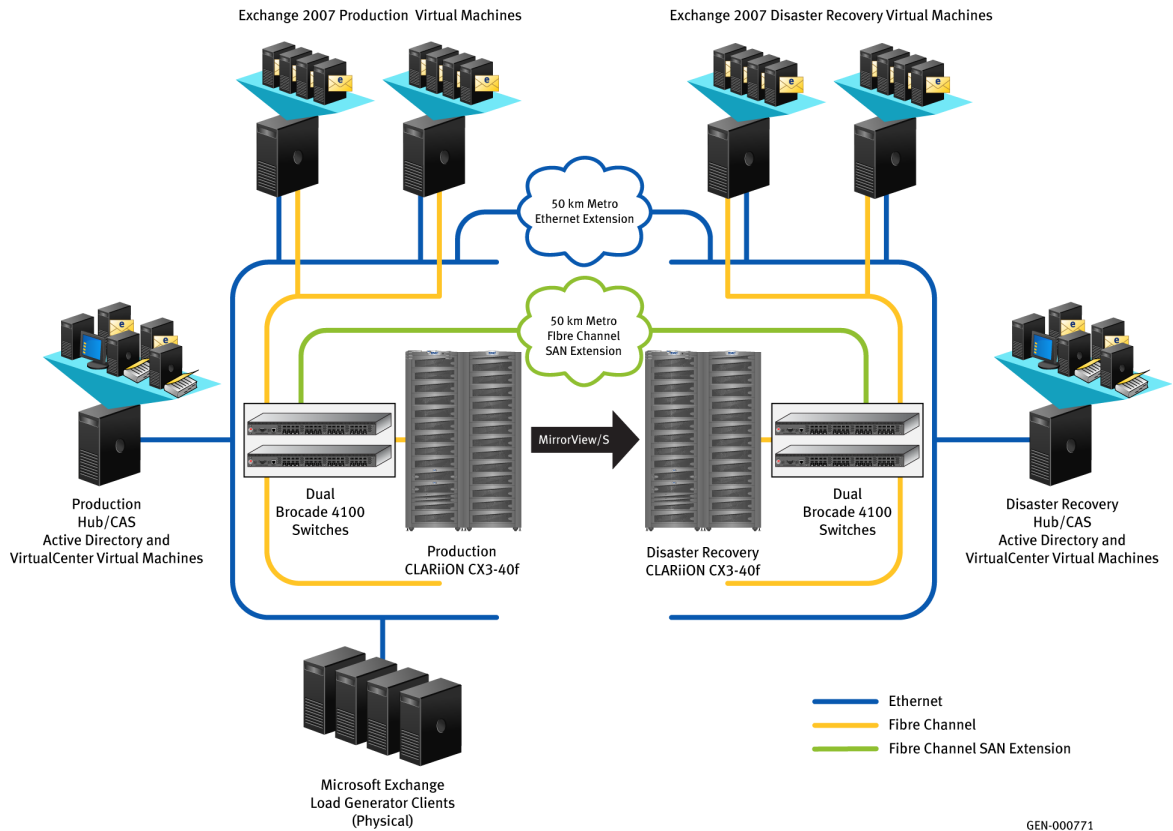 Exchange 2007 Production Virtual Machines
Exchange 2007 Disaster Recovery Virtual Machines
50 km Metro
Ethernet Extension
50 km Metro
FIbre Channel
SAN Extension
MirrorView/S
Dual
Brocade 4100
Switches
Dual
Brocade 4100
Switches
Production
Hub/CAS
Active Directory and
VirtualCenter Virtual Machines
Production
CLARiiON CX3-40f
Disaster Recovery
CLARiiON CX3-40f
Disaster Recovery
Hub/CAS
Active Directory and
VirtualCenter Virtual Machines
Ethernet
Fibre Channel
Fibre Channel SAN Extension
Microsoft Exchange
Load Generator Clients
(Physical)
GEN-000771